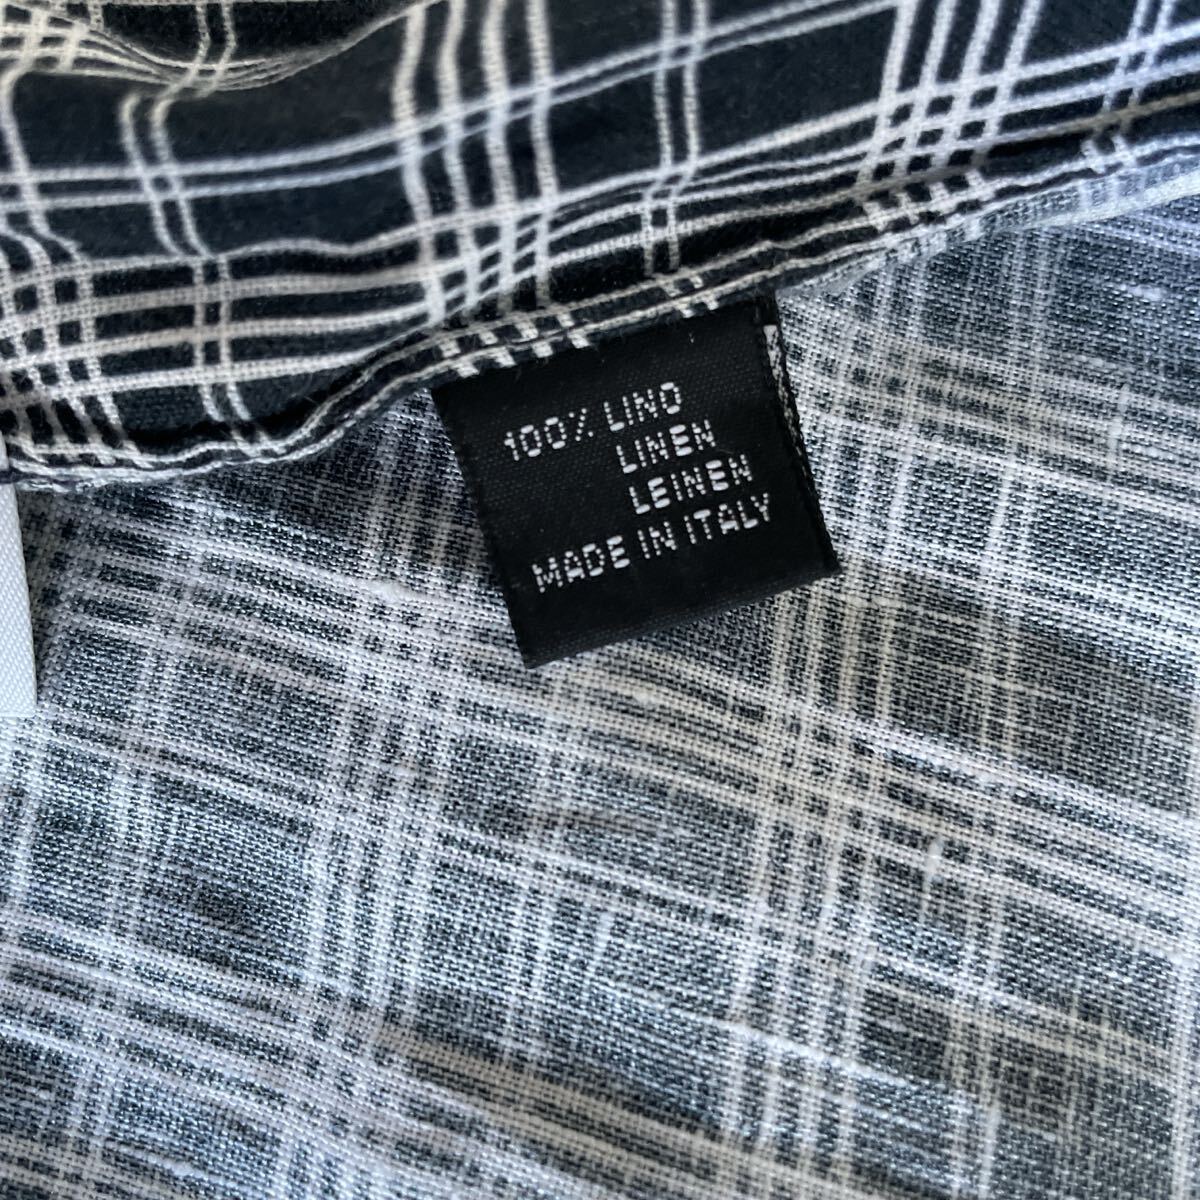 100% LINO
LINEN
LEINEN
MADE IN ITALY